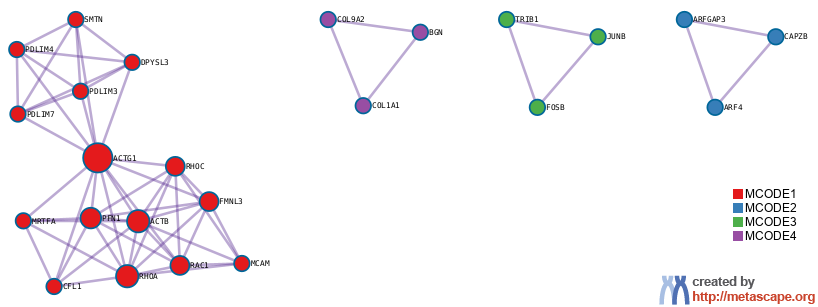 SMTN
COL9A2
TRIB1
ARFGAP3
BGN
JUNB
CAPZB
PDLIM4
DPYSL3
PDLIM3
COL1A1
FOSB
ARF4
PDLIM7
ACTG1
RHOC
FMNL3
MRTFA
PFN1
ACTB
RAC1
MCAM
RHOA
CFL1
MCODE1
MCODE2
MCODE3
MCODE4
created by
http://metascape.org